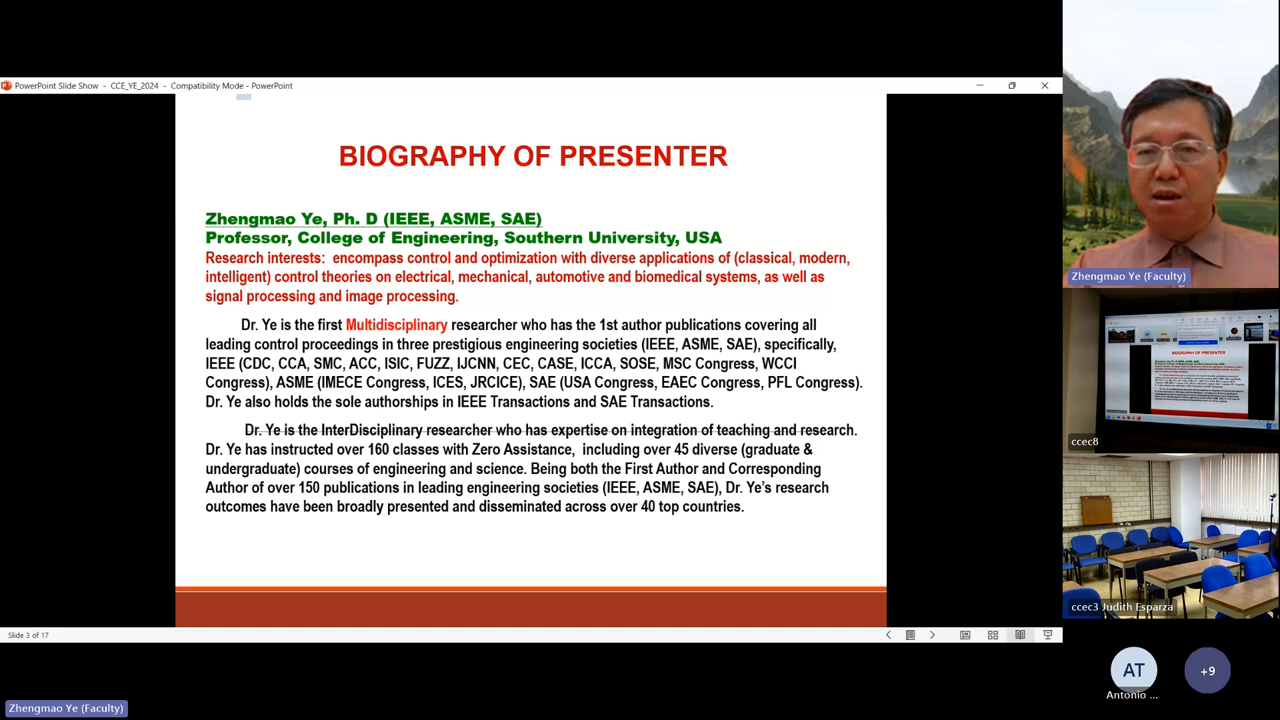 PowerPoint Slide Show - CCE_YE_2024 - Compatibility Mode - PowerPoint
BIOGRAPHY OF PRESENTER
Zhengmao Ye, Ph. D (IEEE, ASME, SAE)
Professor, College of Engineering, Southern University, USA
Research interests: encompass control and optimization with diverse applications of (classical, modern,
intelligent) control theories on electrical, mechanical, automotive and biomedical systems, as well as
signal processing and image processing.
Dr. Ye is the first Multidisciplinary researcher who has the 1st author publications covering all
leading control proceedings in three prestigious engineering societies (IEEE, ASME, SAE), specifically,
IEEE (CDC, CCA, SMC, ACC, ISIC, FUZZ, IJCNN, CEC, CASE, ICCA, SOSE, MSC Congress, WCCI
Congress), ASME (IMECE Congress, ICES, JRCICE), SAE (USA Congress, EAEC Congress, PFL Congress).
Dr. Ye also holds the sole authorships in IEEE Transactions and SAE Transactions.
Dr. Ye is the InterDisciplinary researcher who has expertise on integration of teaching and research.
Dr. Ye has instructed over 160 classes with Zero Assistance, including over 45 diverse (graduate &
undergraduate) courses of engineering and science. Being both the First Author and Corresponding
Author of over 150 publications in leading engineering societies (IEEE, ASME, SAE), Dr. Ye's research
outcomes have been broadly presented and disseminated across over 40 top countries.
Slide 3 of 17
Zhengmao Ye (Faculty)
Zhengmao Ye (Faculty)
BIOGRAPHY OF PRESENTER
ccec8
ccec3 Judith Esparza
AT
Antonio ...
+9